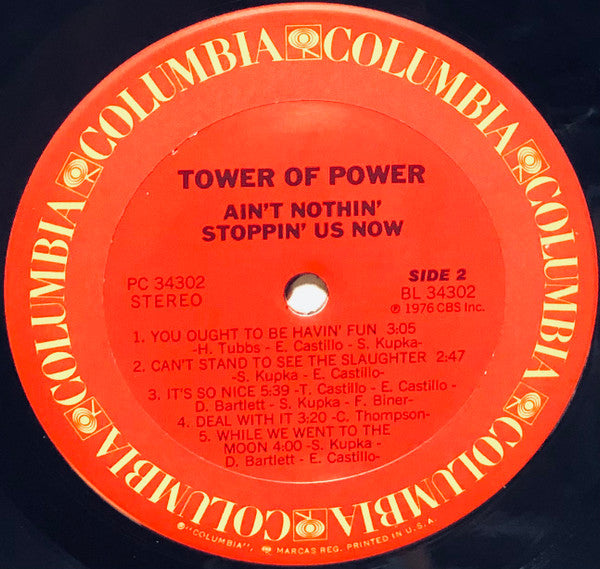 COLUMBIA COLUMBIA COLUMBIA COLUMBIA COLUMBIA COLUMBIA
TOWER OF POWER
AIN'T NOTHIN'
STOPPIN' US NOW
PC 34302
STEREO
SIDE 2
BL 34302
℗ 1976 CBS Inc.
1. YOU OUGHT TO BE HAVIN' FUN 3:05
-H. Tubbs - E. Castillo - S. Kupka-
2. CAN'T STAND TO SEE THE SLAUGHTER 2:47
-S. Kupka - E. Castillo-
3. IT'S SO NICE 5:39 -T. Castillo - E. Castillo -
D. Bartlett - S. Kupka - F. Biner-
4. DEAL WITH IT 3:20 -C. Thompson-
5. WHILE WE WENT TO THE
MOON 4:00 -S. Kupka -
D. Bartlett - E. Castillo-
®"COLUMBIA", MARCAS REG. PRINTED IN U.S.A.